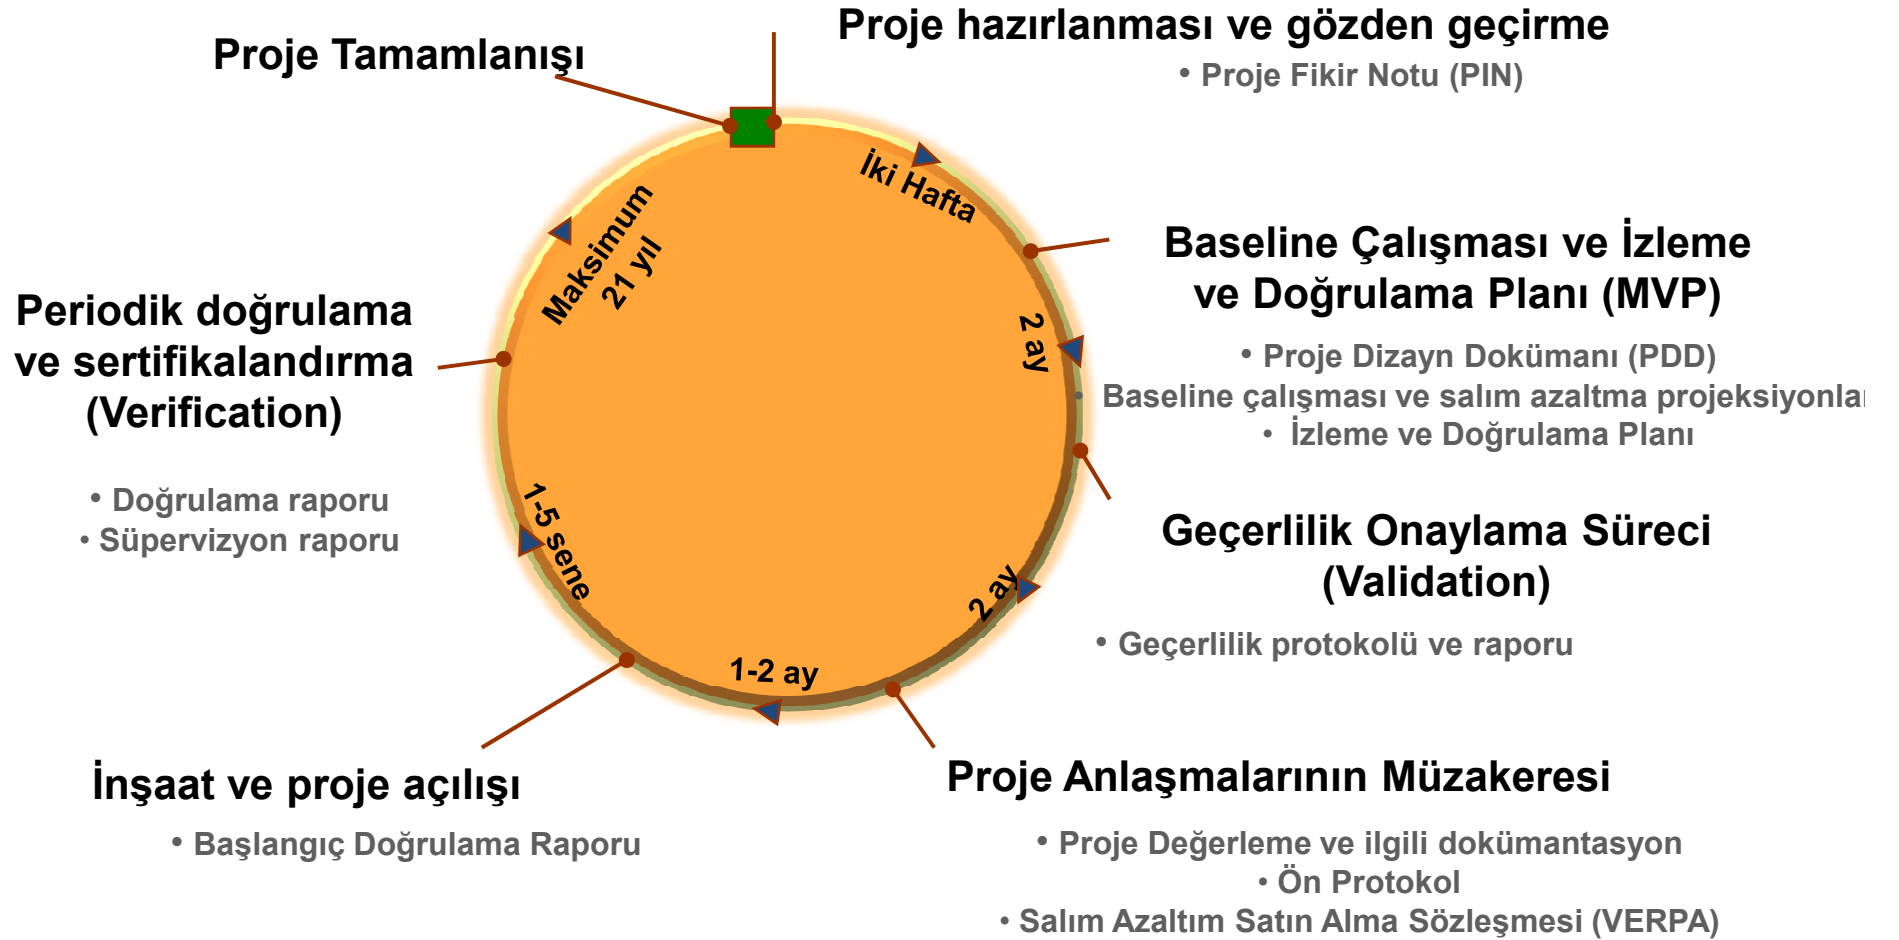 Proje Tamamlanışı
Proje hazırlanması ve gözden geçirme
• Proje Fikir Notu (PIN)
İki Hafta
Baseline Çalışması ve İzleme
ve Doğrulama Planı (MVP)
• Proje Dizayn Dokümanı (PDD)
• Baseline çalışması ve salım azaltma projeksiyonla
• İzleme ve Doğrulama Planı
2 ay
Geçerlilik Onaylama Süreci
(Validation)
• Geçerlilik protokolü ve raporu
2 ay
Proje Anlaşmalarının Müzakeresi
• Proje Değerleme ve ilgili dokümantasyon
• Ön Protokol
• Salım Azaltım Satın Alma Sözleşmesi (VERPA)
1-2 ay
İnşaat ve proje açılışı
• Başlangıç Doğrulama Raporu
1-5 sene
Periodik doğrulama
ve sertifikalandırma
(Verification)
• Doğrulama raporu
• Süpervizyon raporu
Maksimum
21 yıl